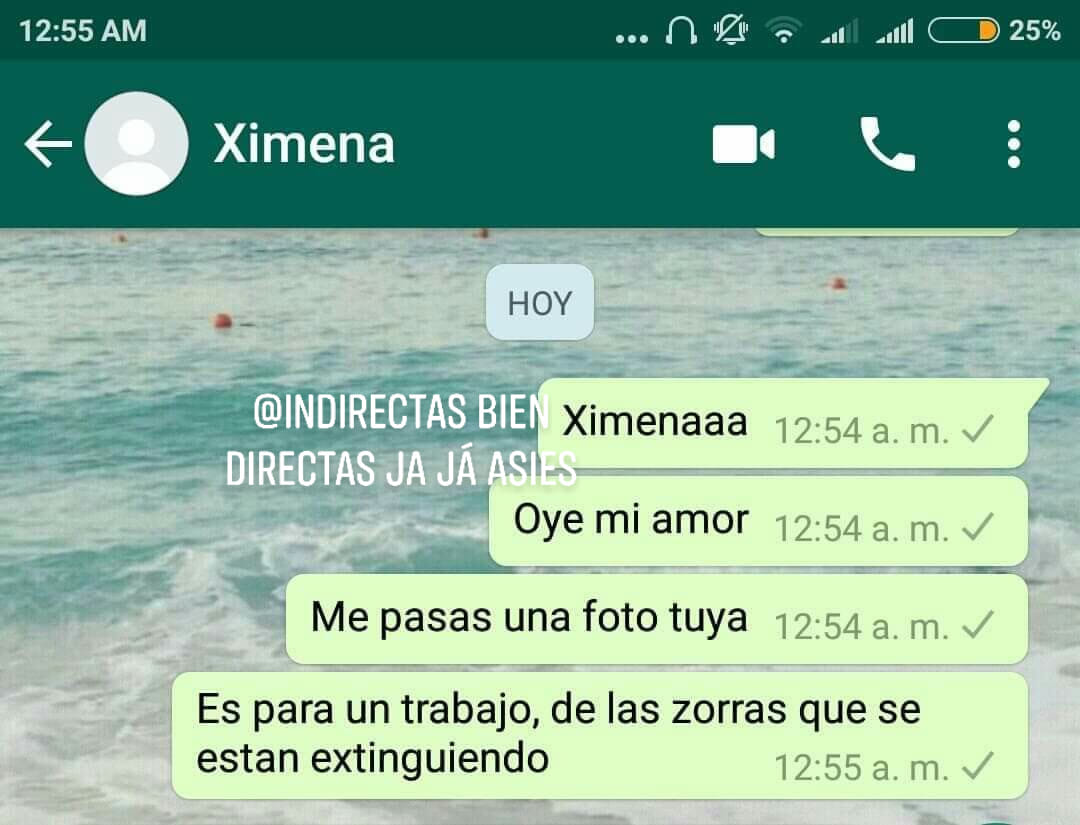 12:55 AM
25%
Ximena
HOY
@INDIRECTAS BIEN
DIRECTAS JA JÁ ASIES
Ximenaaa 12:54 a. m.
Oye mi amor 12:54 a. m.
Me pasas una foto tuya 12:54 a. m.
Es para un trabajo, de las zorras que se
estan extinguiendo 12:55 a. m.